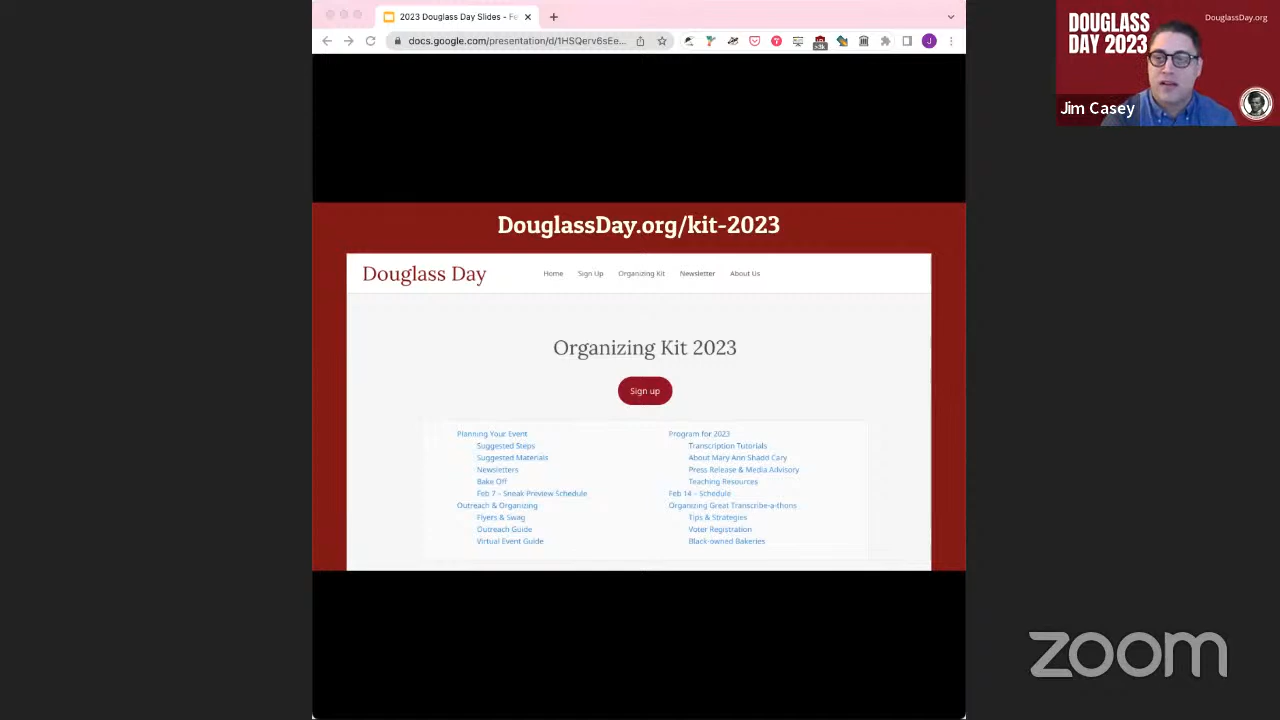 2023 Douglass Day Slides - Fe
docs.google.com/presentation/d/1HSQerv6sEe...
>3k
J
DouglassDay.org/kit-2023
Douglass Day
Home
Sign Up
Organizing Kit
Newsletter
About Us
Organizing Kit 2023
Sign up
Planning Your Event
Suggested Steps
Suggested Materials
Newsletters
Bake Off
Feb 7 – Sneak Preview Schedule
Outreach & Organizing
Flyers & Swag
Outreach Guide
Virtual Event Guide
Program for 2023
Transcription Tutorials
About Mary Ann Shadd Cary
Press Release & Media Advisory
Teaching Resources
Feb 14 – Schedule
Organizing Great Transcribe-a-thons
Tips & Strategies
Voter Registration
Black-owned Bakeries
DOUGLASS
DAY 2023
DouglassDay.org
Jim Casey
zoom